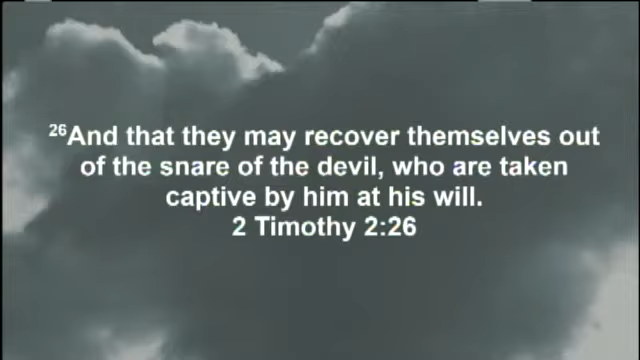 ²⁶And that they may recover themselves out
of the snare of the devil, who are taken
captive by him at his will.
2 Timothy 2:26